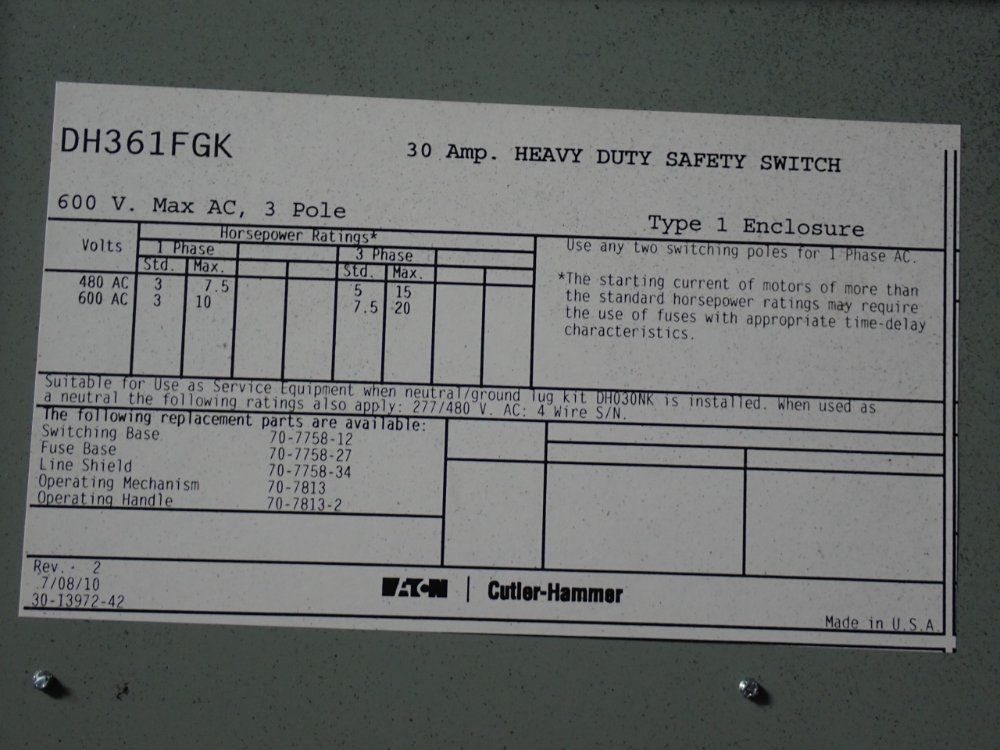 DH361FGK
30 Amp. HEAVY DUTY SAFETY SWITCH
600 V. Max AC, 3 Pole
Type 1 Enclosure
Volts
Horsepower Ratings*
1 Phase 3 Phase
Std. Max. Std. Max.
480 AC 3 7.5 5 15
600 AC 3 10 7.5 20
Use any two switching poles for 1 Phase AC.
*The starting current of motors of more than
the standard horsepower ratings may require
the use of fuses with appropriate time-delay
characteristics.
Suitable for Use as Service Equipment when neutral/ground lug kit DH030NK is installed. When used as
a neutral the following ratings also apply: 277/480 V. AC: 4 Wire S/N.
The following replacement parts are available:
Switching Base 70-7758-12
Fuse Base 70-7758-27
Line Shield 70-7758-34
Operating Mechanism 70-7813
Operating Handle 70-7813-2
Rev. - 2
7/08/10
30-13972-42
EATON | Cutler-Hammer
Made in U.S.A.